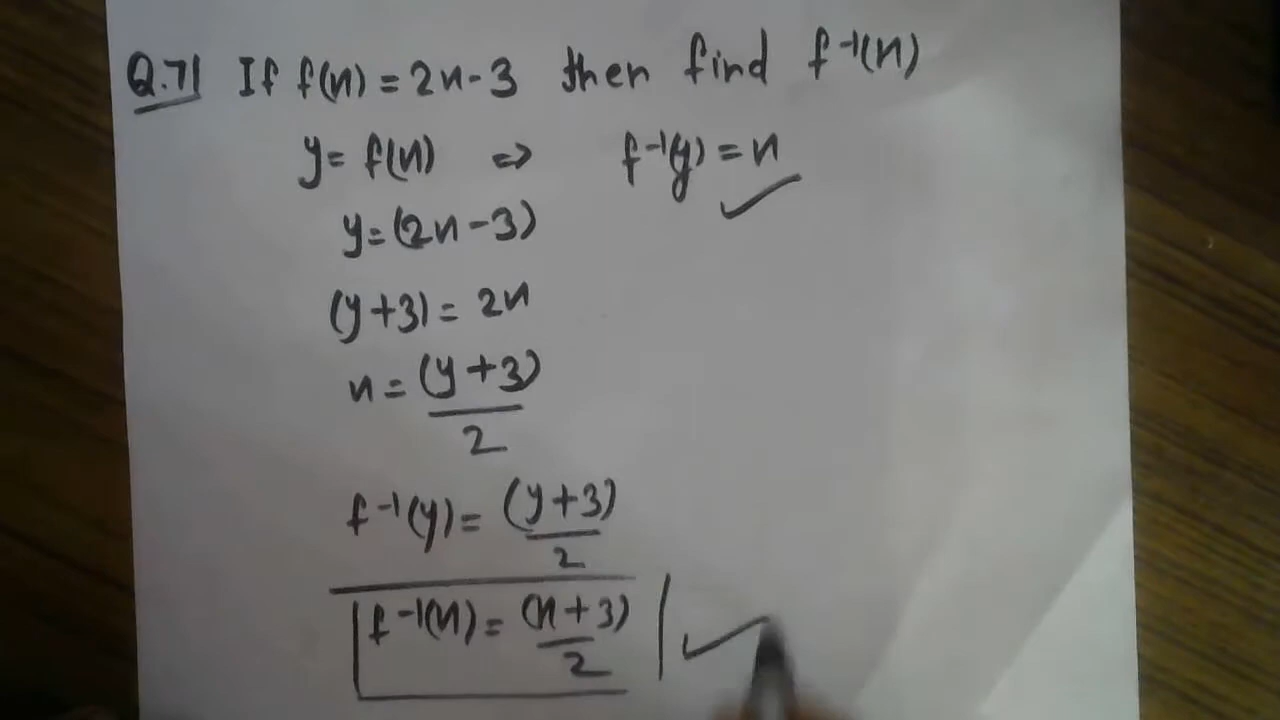 Q.71 If f(x) = 2x - 3 then find f⁻¹(x)
y = f(x) ⇒ f⁻¹(y) = x
y = (2x - 3)
(y + 3) = 2x
x = (y + 3)/2
f⁻¹(y) = (y + 3)/2
f⁻¹(x) = (x + 3)/2